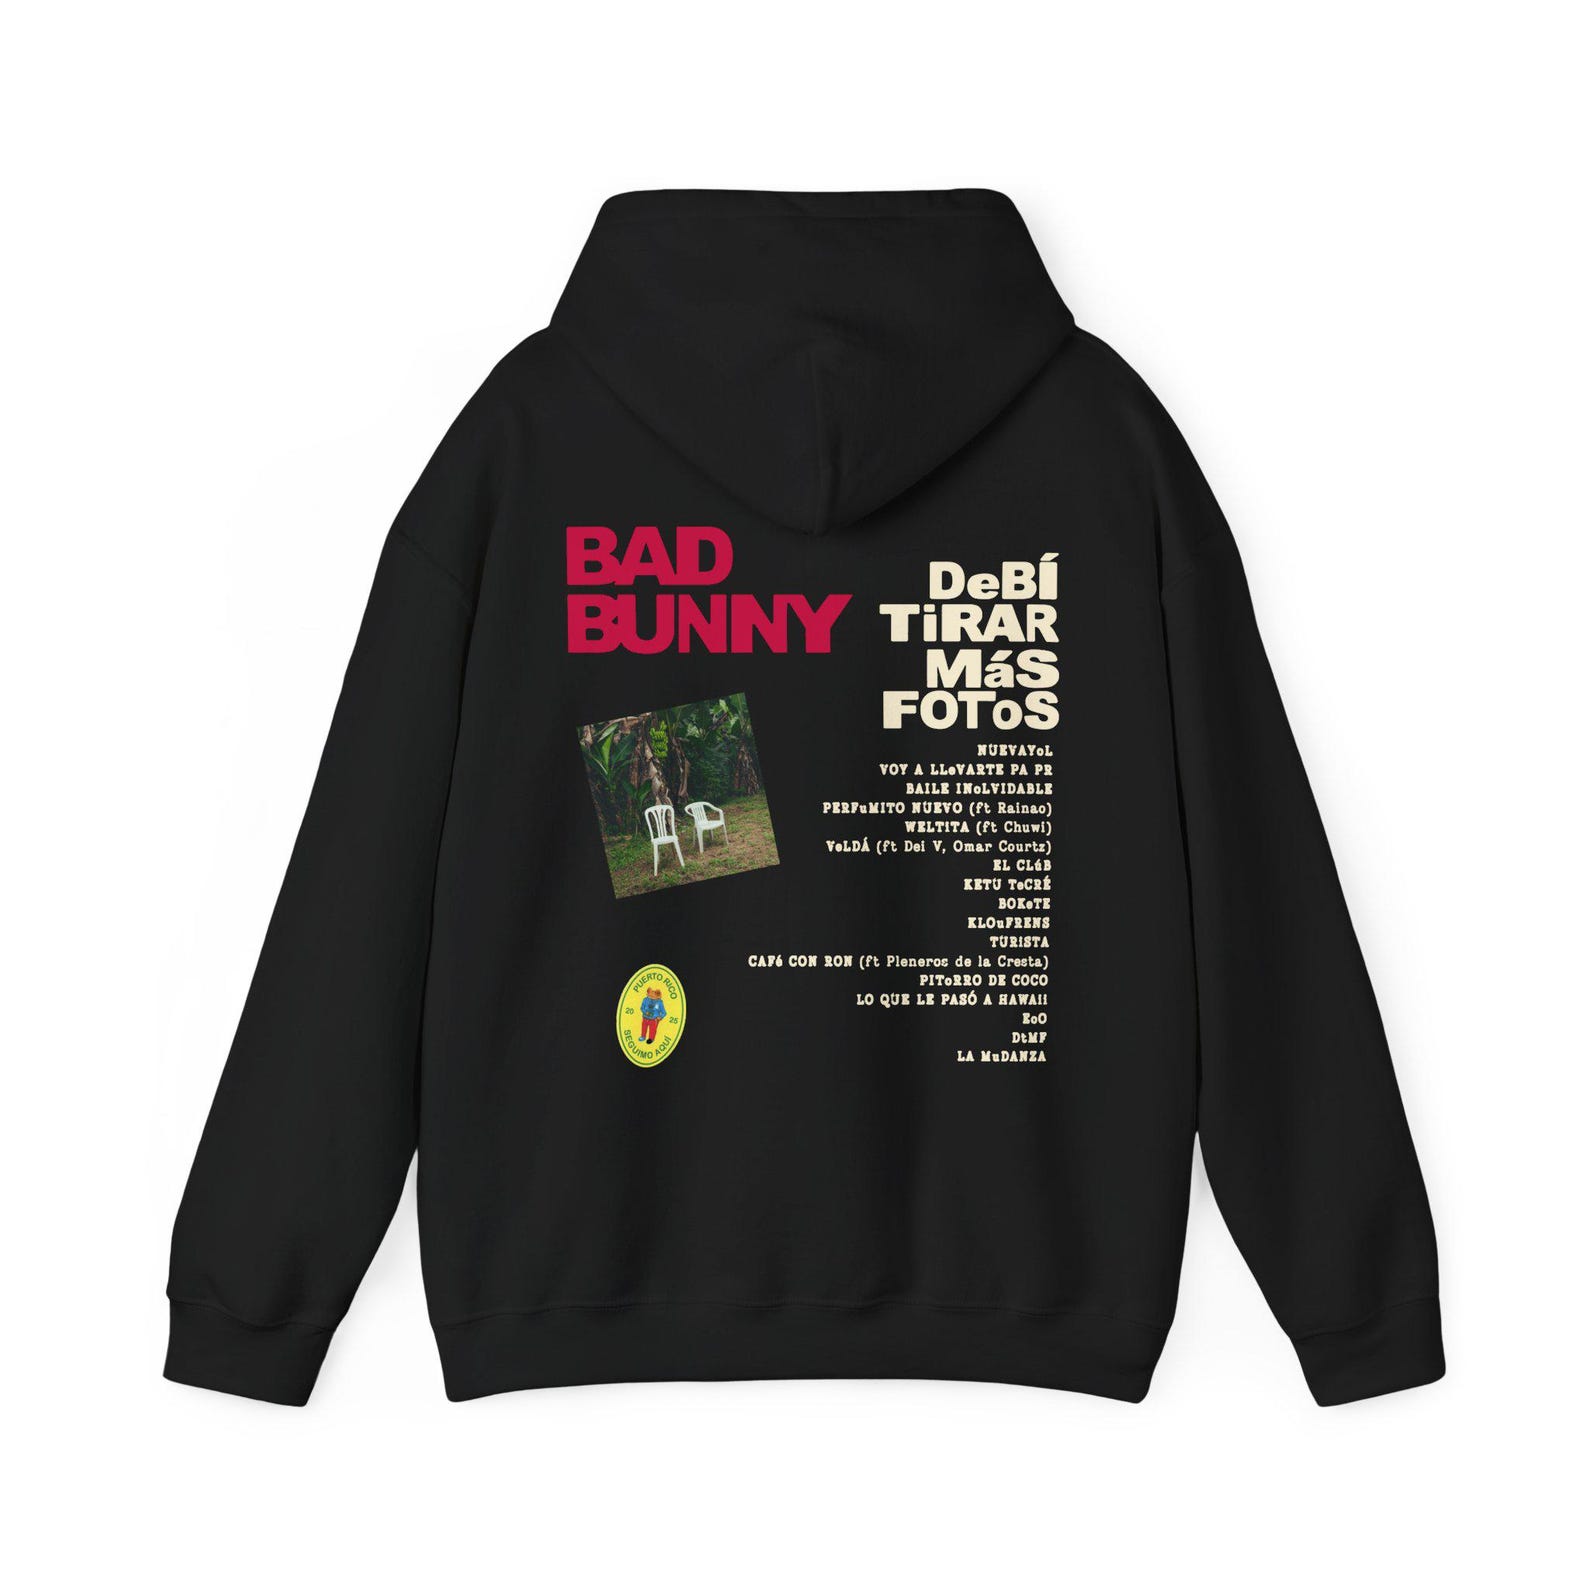 BAD
BUNNY
DeBÍ
TiRAR
MáS
FOToS
NUEVAYoL
VOY A LLeVARTE PA PR
BAILE INoLVIDABLE
PERFuMITO NUEVO (ft Rainao)
WELTiTA (ft Chuwi)
VeLDÁ (ft Dei V, Omar Courtz)
EL CLúB
KETU TeCRÉ
BOKeTE
KLOuFRENS
TURiSTA
CAFé CON RON (ft Pleneros de la Cresta)
PIToRRO DE COCO
LO QUE LE PASÓ A HAWAii
EoO
DtMF
LA MuDANZA
PUERTO RICO
20 25
SEGUIMO AQUÍ